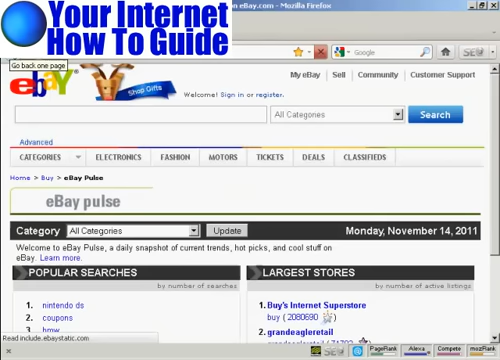 Your Internet
How To Guide
on eBay.com - Mozilla Firefox
Google
Go back one page
ebay
Shop Gifts
Welcome! Sign in or register.
My eBay | Sell | Community | Customer Support
All Categories
Search
Advanced
CATEGORIES ELECTRONICS FASHION MOTORS TICKETS DEALS CLASSIFIEDS
Home > Buy > eBay Pulse
eBay pulse
Category All Categories Update Monday, November 14, 2011
Welcome to eBay Pulse, a daily snapshot of current trends, hot picks, and cool stuff on
eBay. Learn more.
POPULAR SEARCHES
by number of searches
1. nintendo ds
2. coupons
3. bmw
LARGEST STORES
by number of active listings
1. Buy's Internet Superstore
buy ( 2080690 )
2. grandeagleretail
Read include.ebaystatic.com
PageRank Alexa Compete mozRank